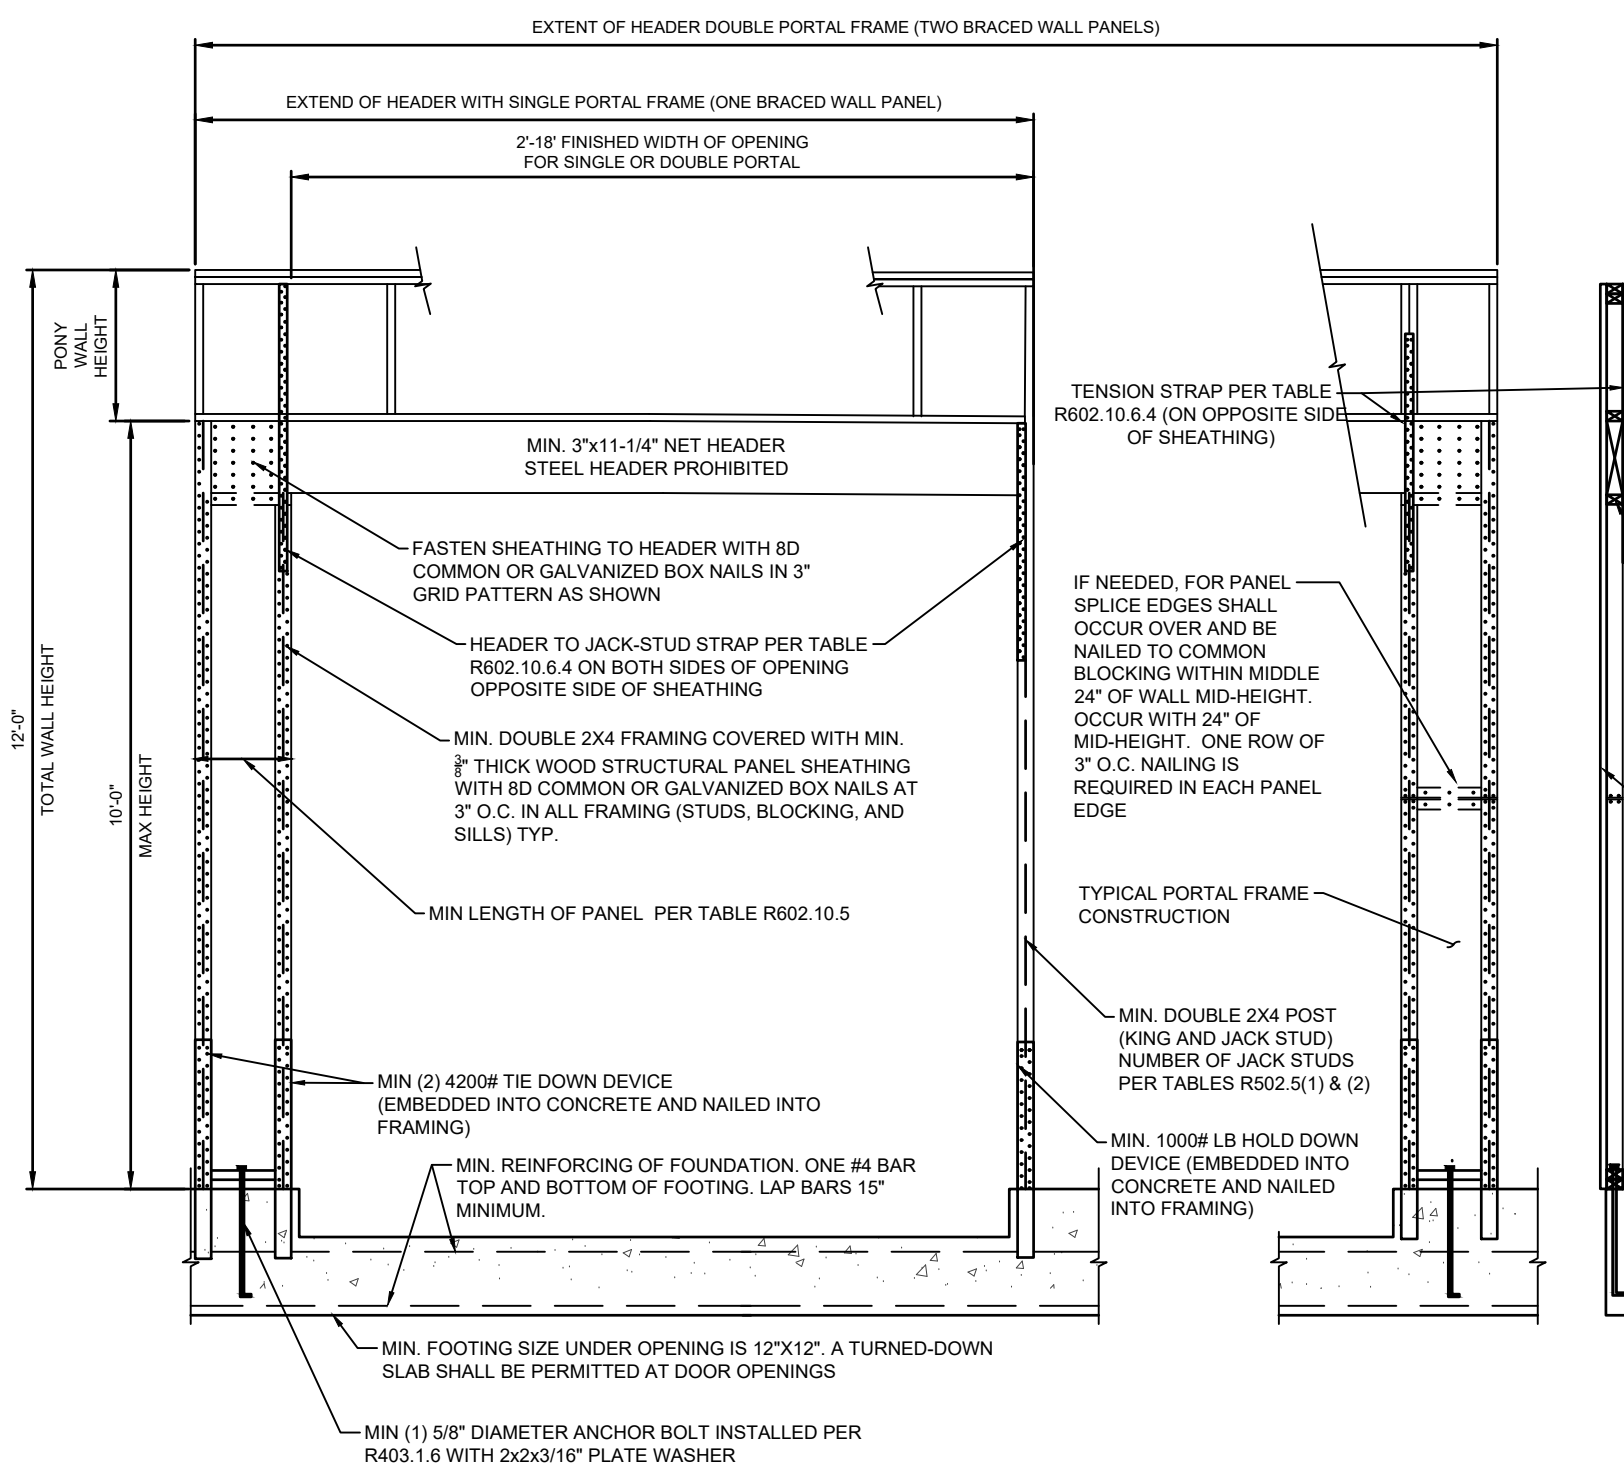 EXTENT OF HEADER DOUBLE PORTAL FRAME (TWO BRACED WALL PANELS)
EXTEND OF HEADER WITH SINGLE PORTAL FRAME (ONE BRACED WALL PANEL)
2'-18' FINISHED WIDTH OF OPENING
FOR SINGLE OR DOUBLE PORTAL
PONY
WALL
HEIGHT
12'-0"
TOTAL WALL HEIGHT
10'-0"
MAX HEIGHT
MIN. 3"x11-1/4" NET HEADER
STEEL HEADER PROHIBITED
TENSION STRAP PER TABLE
R602.10.6.4 (ON OPPOSITE SIDE
OF SHEATHING)
FASTEN SHEATHING TO HEADER WITH 8D
COMMON OR GALVANIZED BOX NAILS IN 3"
GRID PATTERN AS SHOWN
HEADER TO JACK-STUD STRAP PER TABLE
R602.10.6.4 ON BOTH SIDES OF OPENING
OPPOSITE SIDE OF SHEATHING
IF NEEDED, FOR PANEL
SPLICE EDGES SHALL
OCCUR OVER AND BE
NAILED TO COMMON
BLOCKING WITHIN MIDDLE
24" OF WALL MID-HEIGHT.
OCCUR WITH 24" OF
MID-HEIGHT. ONE ROW OF
3" O.C. NAILING IS
REQUIRED IN EACH PANEL
EDGE
MIN. DOUBLE 2X4 FRAMING COVERED WITH MIN.
3/8" THICK WOOD STRUCTURAL PANEL SHEATHING
WITH 8D COMMON OR GALVANIZED BOX NAILS AT
3" O.C. IN ALL FRAMING (STUDS, BLOCKING, AND
SILLS) TYP.
MIN LENGTH OF PANEL PER TABLE R602.10.5
TYPICAL PORTAL FRAME
CONSTRUCTION
MIN. DOUBLE 2X4 POST
(KING AND JACK STUD)
NUMBER OF JACK STUDS
PER TABLES R502.5(1) & (2)
MIN (2) 4200# TIE DOWN DEVICE
(EMBEDDED INTO CONCRETE AND NAILED INTO
FRAMING)
MIN. 1000# LB HOLD DOWN
DEVICE (EMBEDDED INTO
CONCRETE AND NAILED
INTO FRAMING)
MIN. REINFORCING OF FOUNDATION. ONE #4 BAR
TOP AND BOTTOM OF FOOTING. LAP BARS 15"
MINIMUM.
MIN. FOOTING SIZE UNDER OPENING IS 12"X12". A TURNED-DOWN
SLAB SHALL BE PERMITTED AT DOOR OPENINGS
MIN (1) 5/8" DIAMETER ANCHOR BOLT INSTALLED PER
R403.1.6 WITH 2x2x3/16" PLATE WASHER